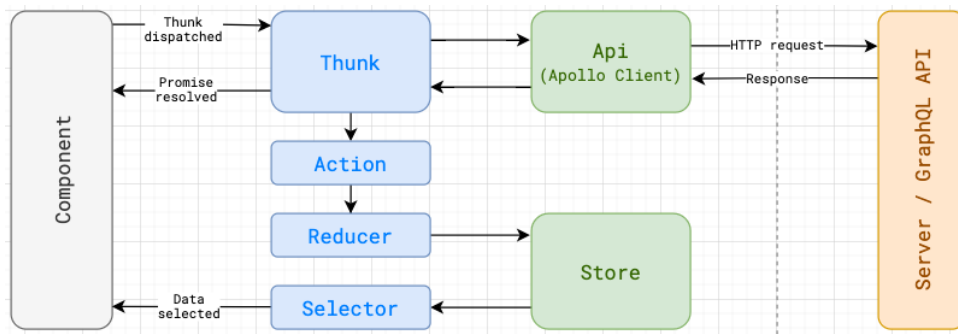 Thunk
dispatched
Promise
resolved
Component
Thunk
Api
(Apollo Client)
HTTP request
Response
Server / GraphQL API
Action
Reducer
Store
Selector
Data
selected